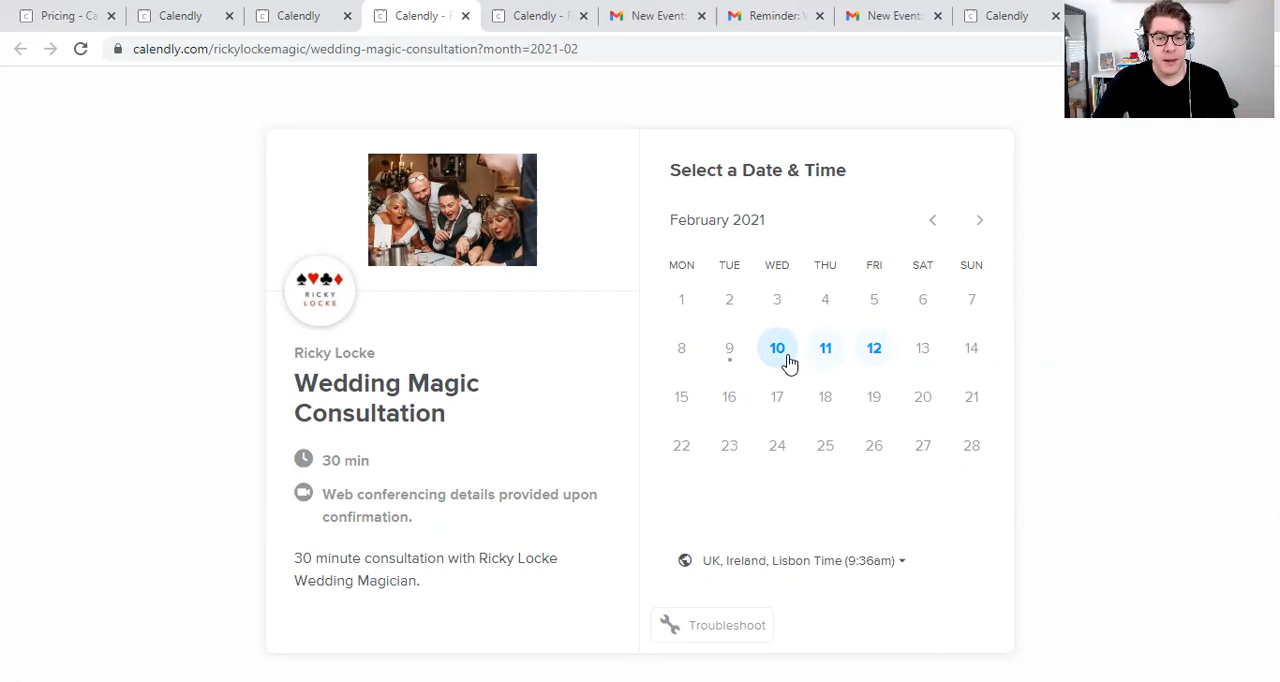 Pricing - Ca
Calendly
Calendly
Calendly - F
Calendly - F
New Event:
Reminder: V
New Event:
Calendly
calendly.com/rickylockemagic/wedding-magic-consultation?month=2021-02
RICKY
LOCKE
Ricky Locke
Wedding Magic
Consultation
30 min
Web conferencing details provided upon
confirmation.
30 minute consultation with Ricky Locke
Wedding Magician.
Select a Date & Time
February 2021
MON TUE WED THU FRI SAT SUN
1 2 3 4 5 6 7
8 9 10 11 12 13 14
15 16 17 18 19 20 21
22 23 24 25 26 27 28
UK, Ireland, Lisbon Time (9:36am)
Troubleshoot